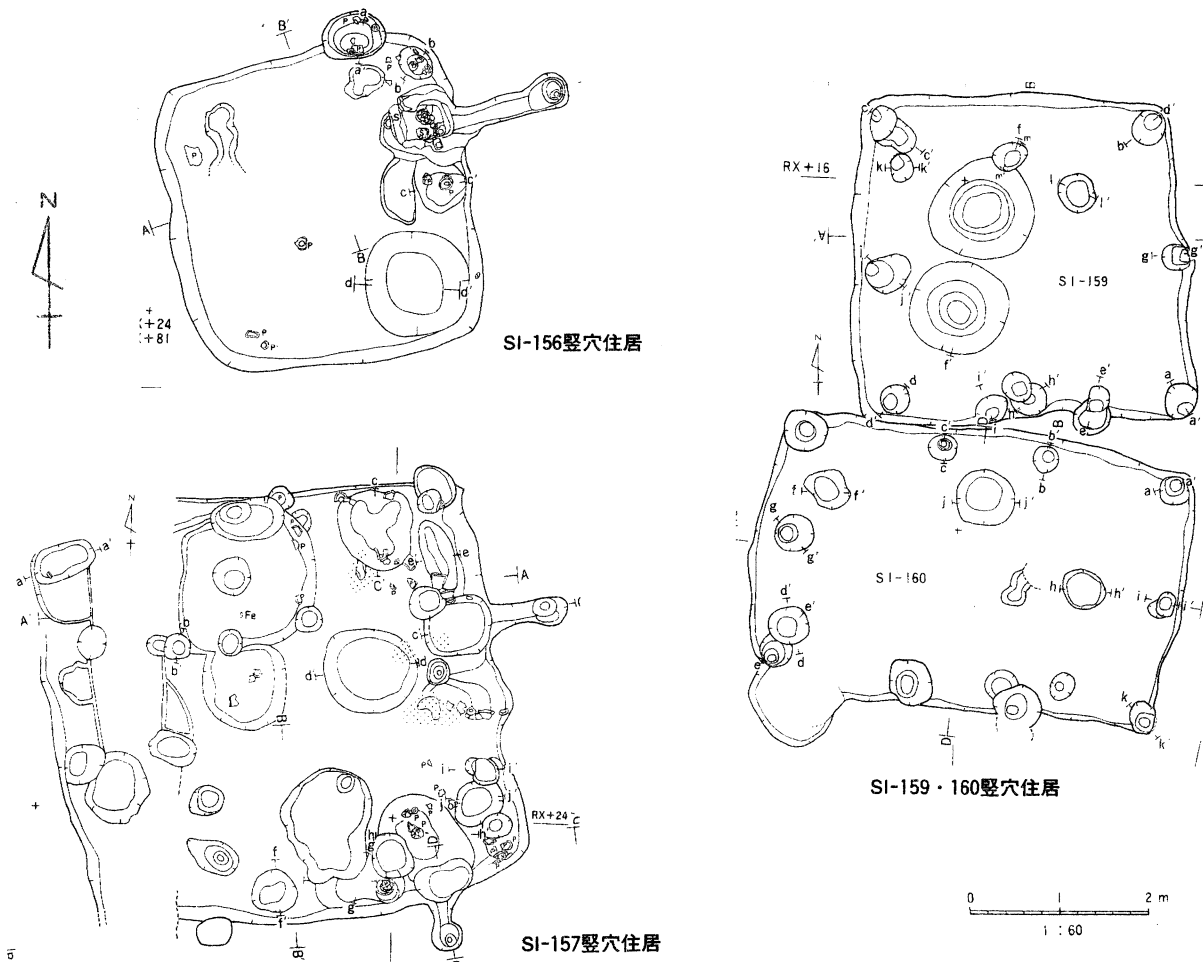 B'
a
P
C
b
a'
P
b'
S
N
P
c
c'
P
A
P
B
d
d'
+24
+81
P
P
SI-156竪穴住居
B
c
d'
c'
b
f
m
m'
k
k'
RX+16
l
l'
A
g
g'
SI-159
j
f'
N
d
d'
i'
i
h'
h
e'
e
a
a'
B
c'
c
b'
b
a
a'
f
f'
j
j'
g
g'
SI-160
h
h'
i
i'
d'
e'
e
d
k
k'
D
SI-159・160竪穴住居
0
1
2 m
1:60
N
a'
a
A'
c
P
e
e
C
P
A
Fe
b
b'
c'
d'
d
B
P
i
i'
P
j
j'
P
RX+24
h
h
g
D
P
f
f
g
B'
SI-157竪穴住居